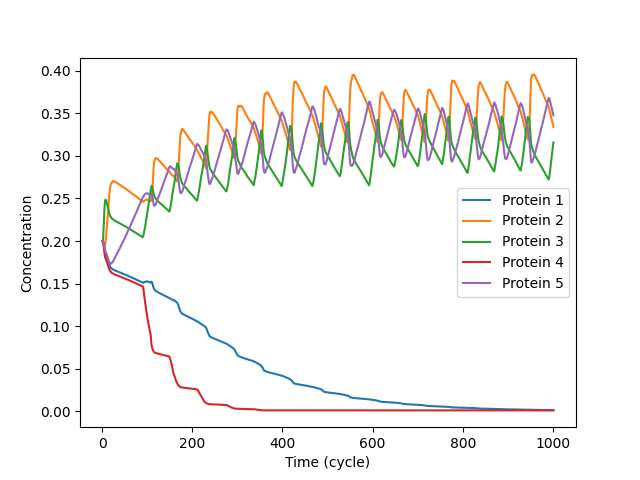 0.40
0.35
0.30
0.25
0.20
0.15
0.10
0.05
0.00
Concentration
Protein 1
Protein 2
Protein 3
Protein 4
Protein 5
0 200 400 600 800 1000
Time (cycle)